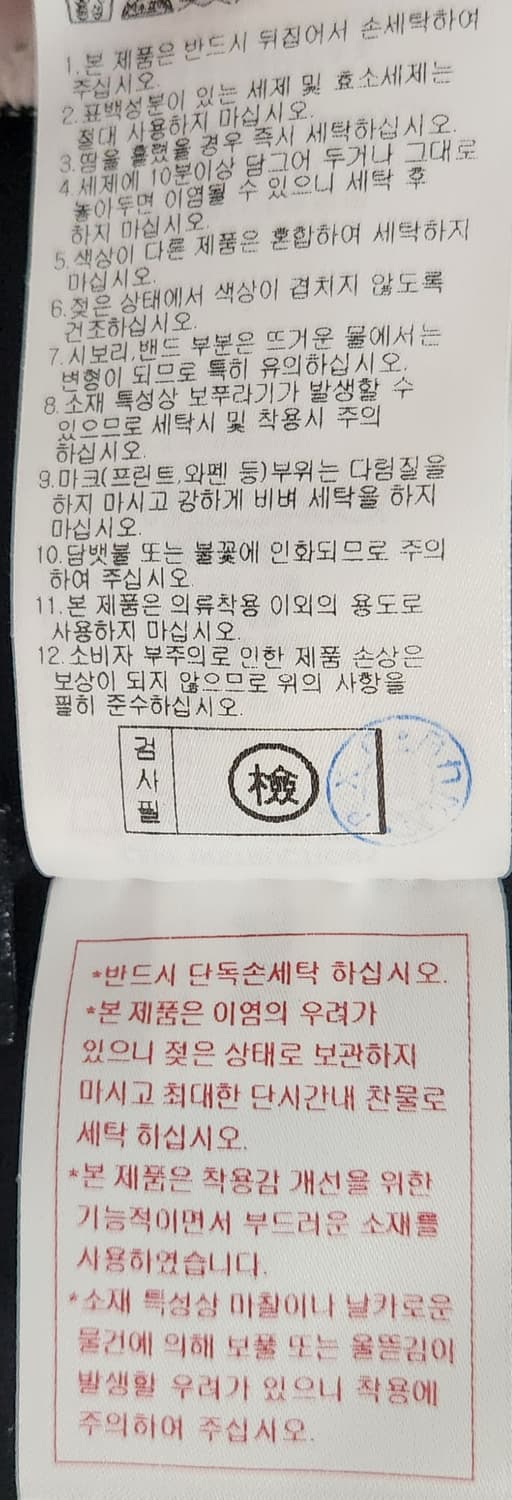 1.본 제품은 반드시 뒤집어서 손세탁하여
주십시오.
2.표백성분이 있는 세제 및 효소세제는
절대 사용하지 마십시오.
3.땀을 흘렸을 경우 즉시 세탁하십시오.
4.세제에 10분이상 담그어 두거나 그대로
놓아두면 이염될 수 있으니 세탁 후
하지 마십시오.
5.색상이 다른 제품은 혼합하여 세탁하지
마십시오.
6.젖은 상태에서 색상이 겹치지 않도록
건조하십시오.
7.시보리,밴드 부분은 뜨거운 물에서는
변형이 되므로 특히 유의하십시오.
8.소재 특성상 보푸라기가 발생할 수
있으므로 세탁시 및 착용시 주의
하십시오.
9.마크(프린트,와펜 등)부위는 다림질을
하지 마시고 강하게 비벼 세탁을 하지
마십시오.
10.담뱃불 또는 불꽃에 인화되므로 주의
하여 주십시오.
11.본 제품은 의류착용 이외의 용도로
사용하지 마십시오.
12.소비자 부주의로 인한 제품 손상은
보상이 되지 않으므로 위의 사항을
필히 준수하십시오.
검사필 檢
*반드시 단독손세탁 하십시오.
*본 제품은 이염의 우려가
있으니 젖은 상태로 보관하지
마시고 최대한 단시간내 찬물로
세탁 히십시오.
*본 제품은 착용감 개선을 위한
기능적이면서 부드러운 소재를
사용하였습니다.
*소재 특성상 마찰이나 날카로운
물건에 의해 보풀 또는 올뜯김이
발생할 우려가 있으니 착용에
주의하여 주십시오.